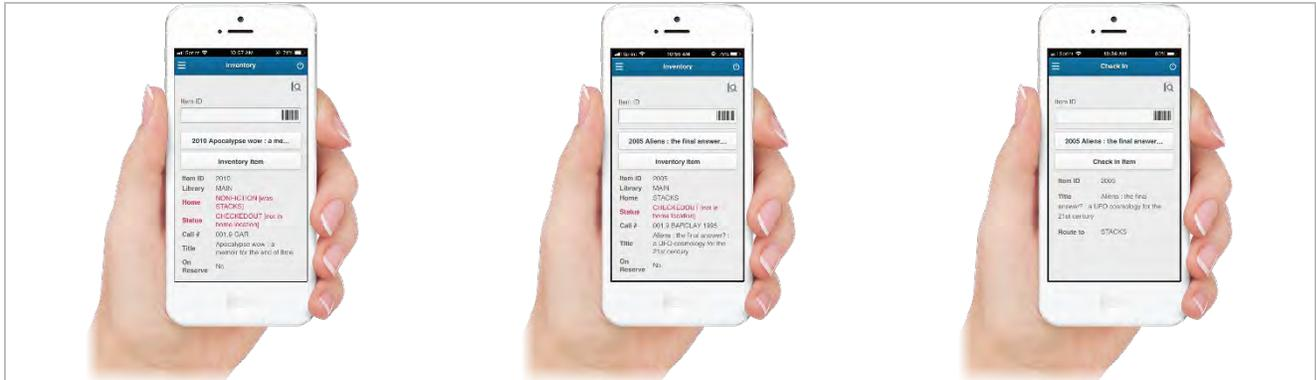 10:07 AM
Inventory
Item ID
2010 Apocalypse wow : a me...
Inventory Item
Item ID 2010
Library MAIN
Home NONFICTION [was
STACKS]
Status CHECKEDOUT [not in
home location]
Call # 001.9 GAR
Title Apocalypse wow : a
memoir for the end of time
On
Reserve No
Inventory
Item ID
2005 Aliens : the final answer...
Inventory Item
Item ID 2005
Library MAIN
Home STACKS
Status CHECKEDOUT [not in
home location]
Call # 001.9 BARCLAY 1995
Title Aliens : the final answer? :
a UFO cosmology for the
21st century
On
Reserve No
Check In
Item ID
2005 Aliens : the final answer...
Check in Item
Item ID 2005
Title Aliens : the final
answer? : a UFO cosmology for the
21st century
Route to STACKS